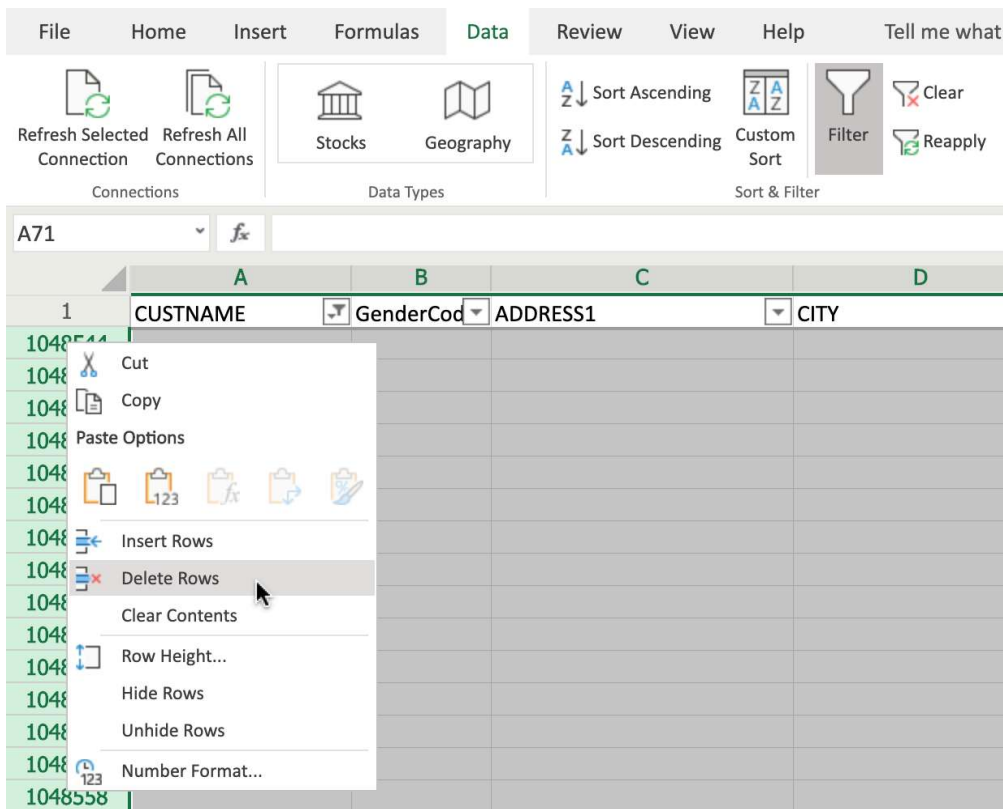 File Home Insert Formulas Data Review View Help Tell me what
Refresh Selected Connection
Refresh All Connections
Connections
Stocks
Geography
Data Types
A Z Sort Ascending
Z A Sort Descending
Z A A Z
Custom Sort
Filter
Clear
Reapply
Sort & Filter
A71
fx
A B C D
1 CUSTNAME GenderCod ADDRESS1 CITY
Cut
Copy
Paste Options
123 fx %
Insert Rows
Delete Rows
Clear Contents
Row Height...
Hide Rows
Unhide Rows
123 Number Format...
1048558